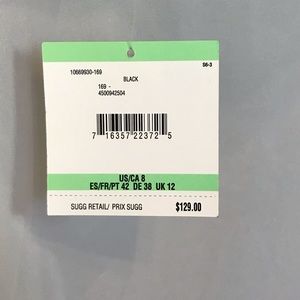 S6-3
10669930-169
BLACK
169 -
4500942504
7 16357 22372 5
US/CA 8
ES/FR/PT 42 DE 38 UK 12
SUGG RETAIL/ PRIX SUGG $129.00